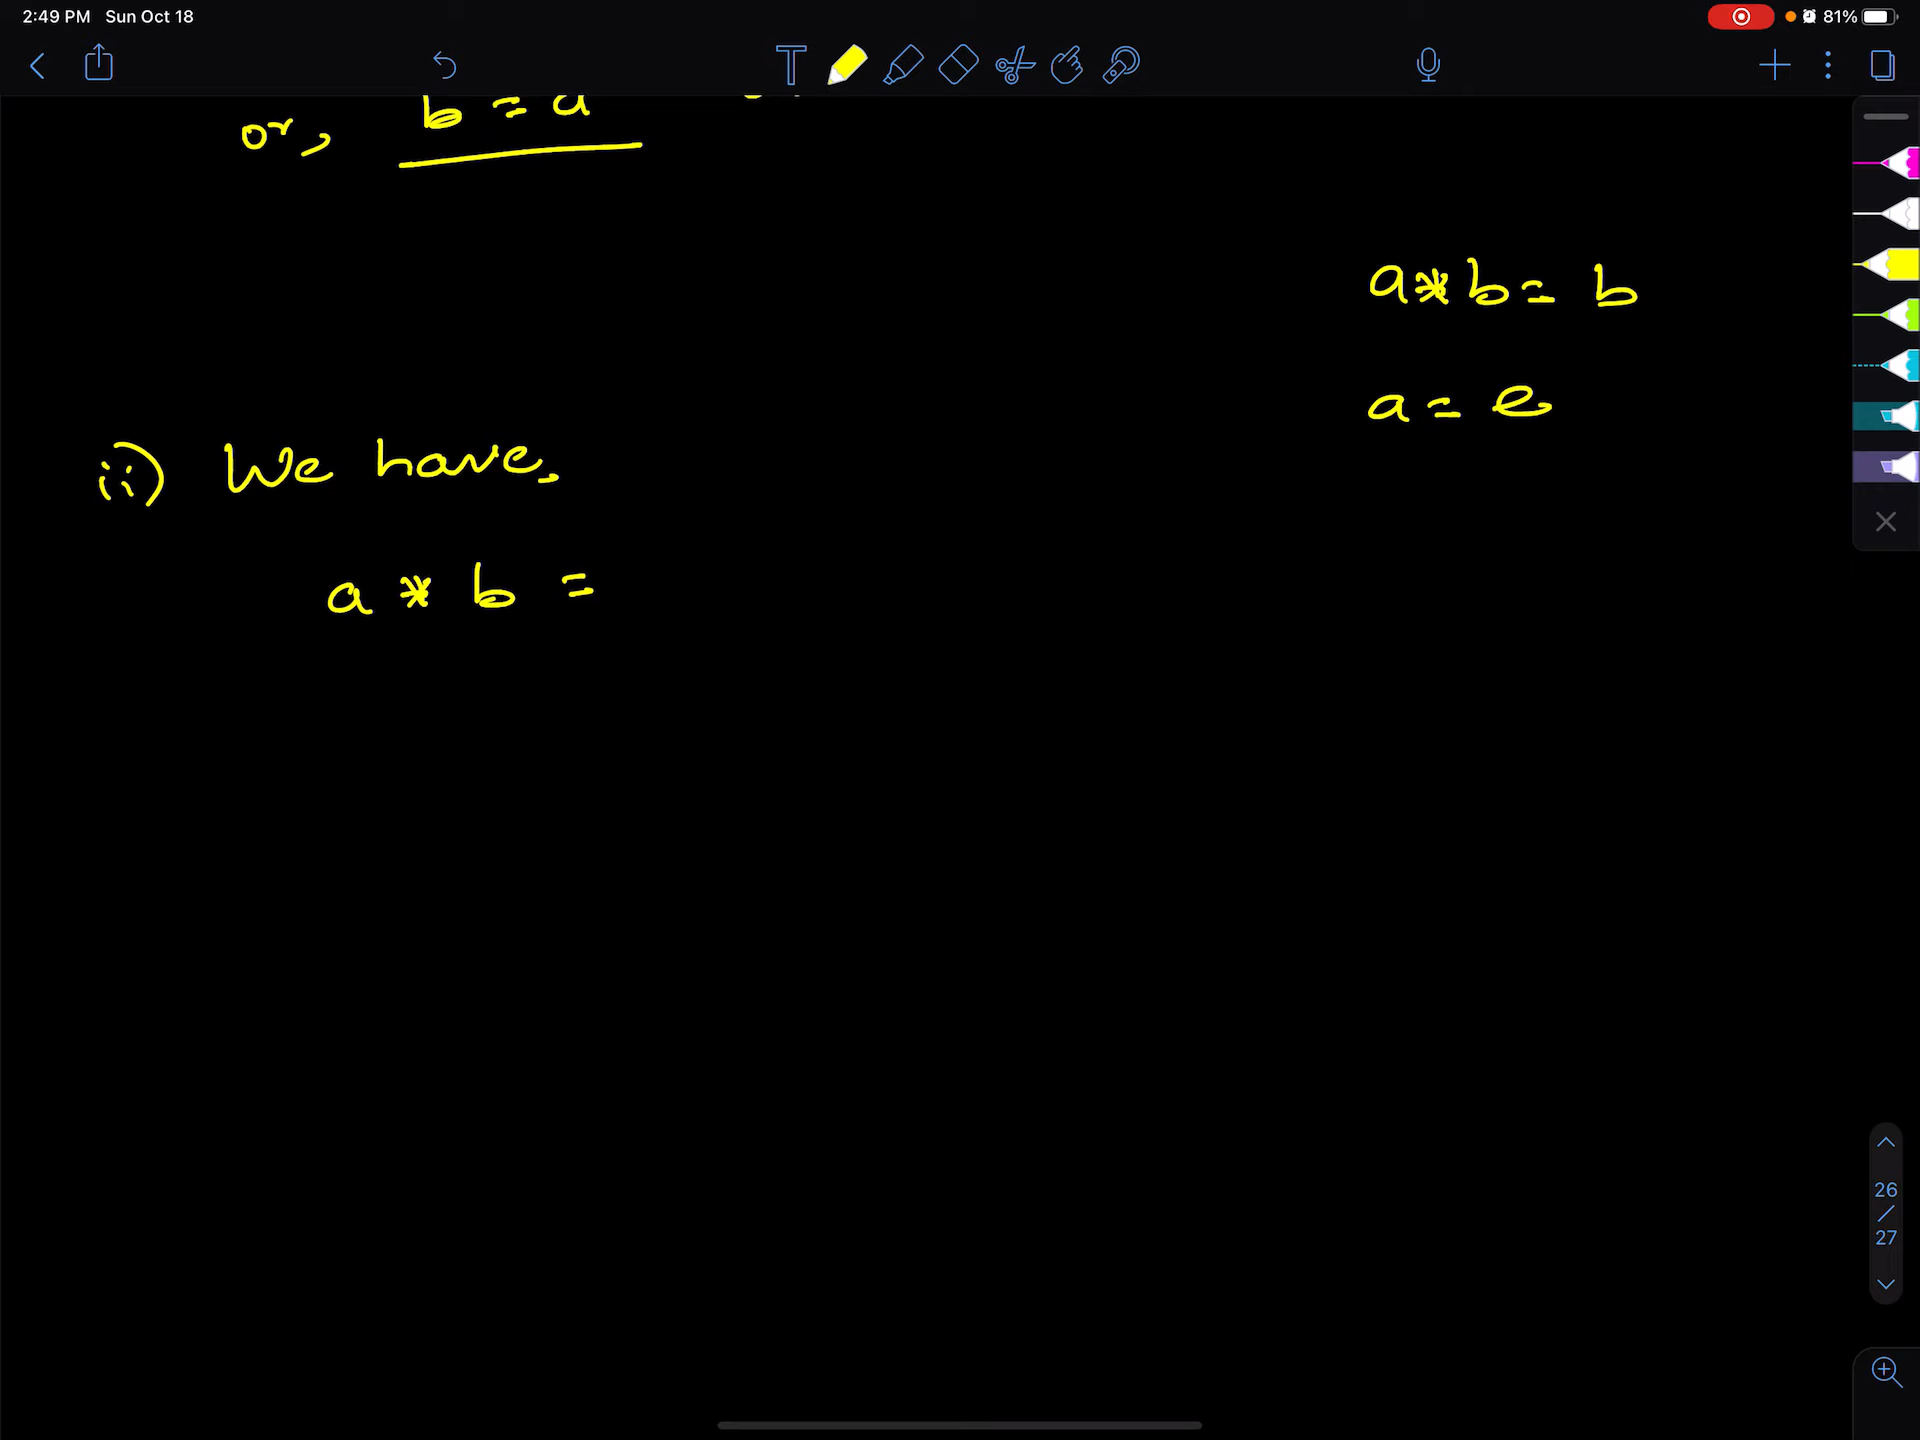 2:49 PM Sun Oct 18
81%
or, b = a
a * b = b
a = e
ii) We have,
a * b =
26
/
27